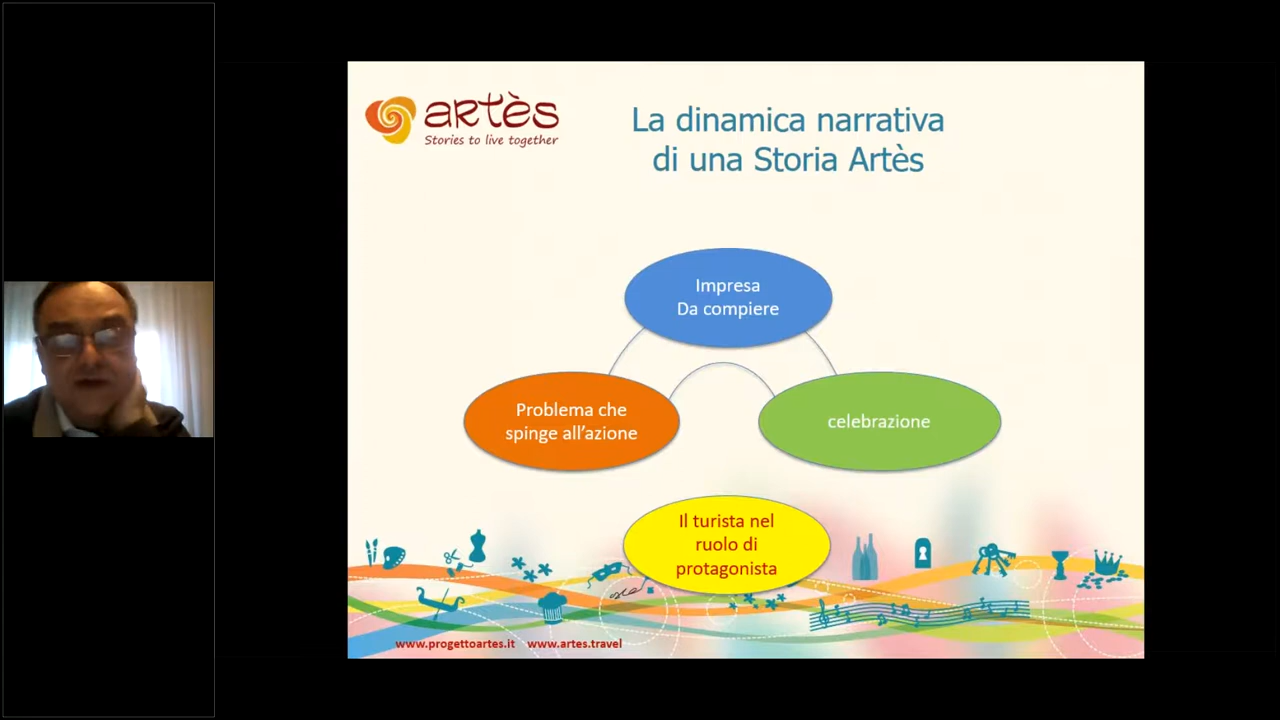 artès
Stories to live together
La dinamica narrativa
di una Storia Artès
Impresa
Da compiere
Problema che
spinge all'azione
celebrazione
Il turista nel
ruolo di
protagonista
www.progettoartes.it www.artes.travel